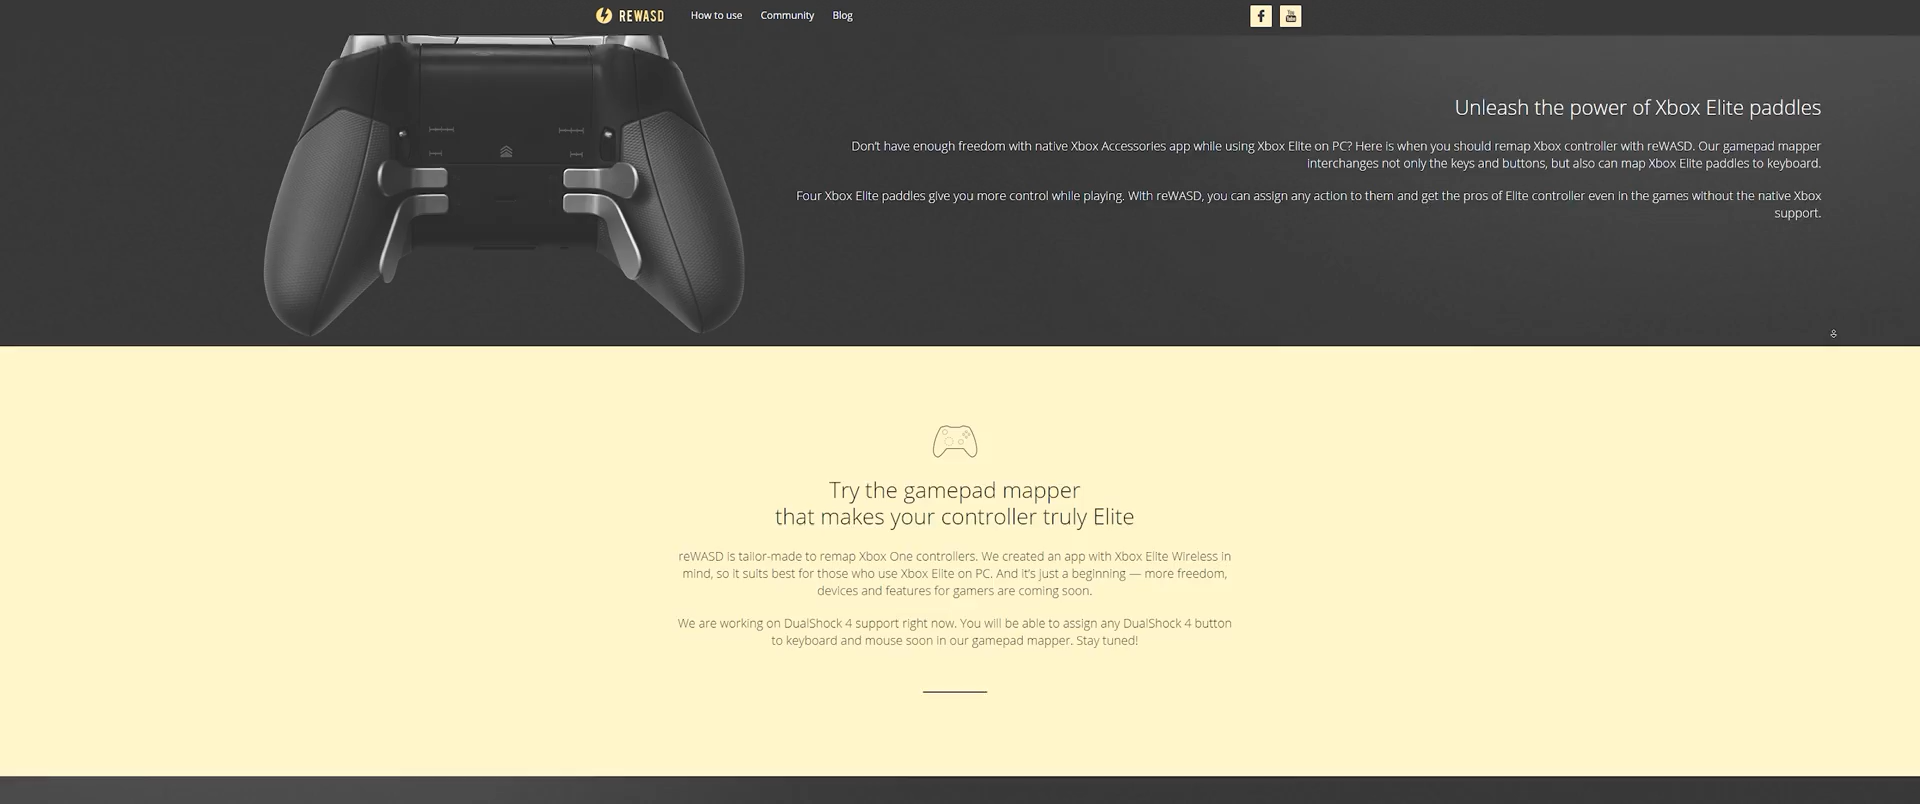 REWASD How to use Community Blog
Unleash the power of Xbox Elite paddles
Don't have enough freedom with native Xbox Accessories app while using Xbox Elite on PC? Here is when you should remap Xbox controller with reWASD. Our gamepad mapper
interchanges not only the keys and buttons, but also can map Xbox Elite paddles to keyboard.
Four Xbox Elite paddles give you more control while playing. With reWASD, you can assign any action to them and get the pros of Elite controller even in the games without the native Xbox
support.
Try the gamepad mapper
that makes your controller truly Elite
reWASD is tailor-made to remap Xbox One controllers. We created an app with Xbox Elite Wireless in
mind, so it suits best for those who use Xbox Elite on PC. And it's just a beginning — more freedom,
devices and features for gamers are coming soon.
We are working on DualShock 4 support right now. You will be able to assign any DualShock 4 button
to keyboard and mouse soon in our gamepad mapper. Stay tuned!